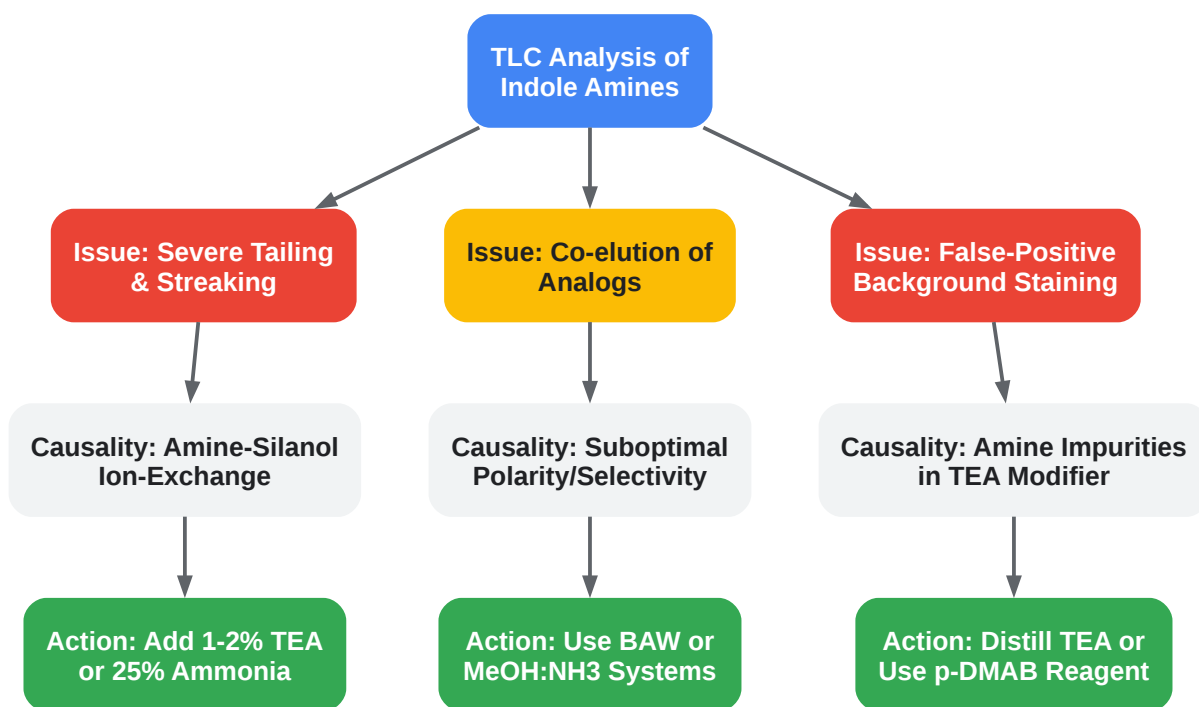 TLC Analysis of
Indole Amines
Issue: Severe Tailing
& Streaking
Issue: Co-elution of
Analogs
Issue: False-Positive
Background Staining
Causality: Amine-Silanol
Ion-Exchange
Causality: Suboptimal
Polarity/Selectivity
Causality: Amine Impurities
in TEA Modifier
Action: Add 1-2% TEA
or 25% Ammonia
Action: Use BAW or
MeOH:NH3 Systems
Action: Distill TEA or
Use p-DMAB Reagent